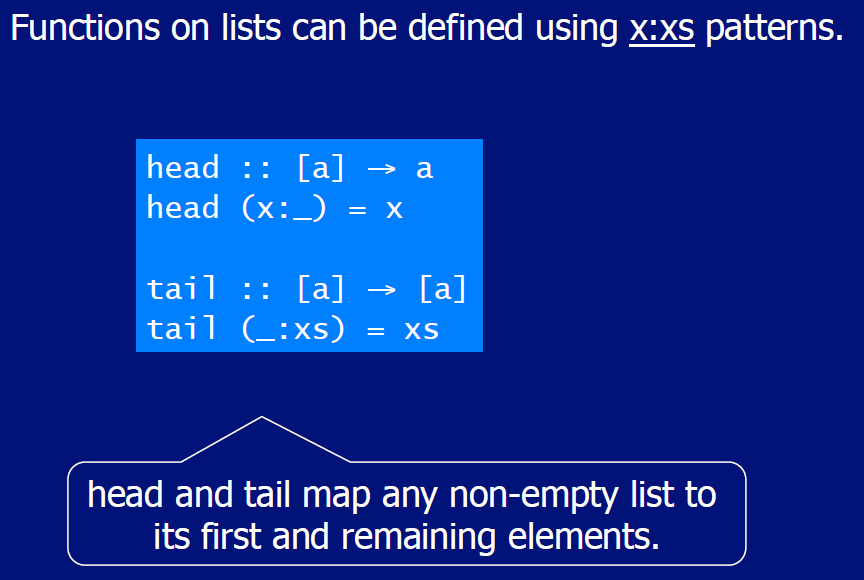 Functions on lists can be defined using x:xs patterns.
head :: [a] → a
head (x:_) = x
tail :: [a] → [a]
tail (_:xs) = xs
head and tail map any non-empty list to
its first and remaining elements.